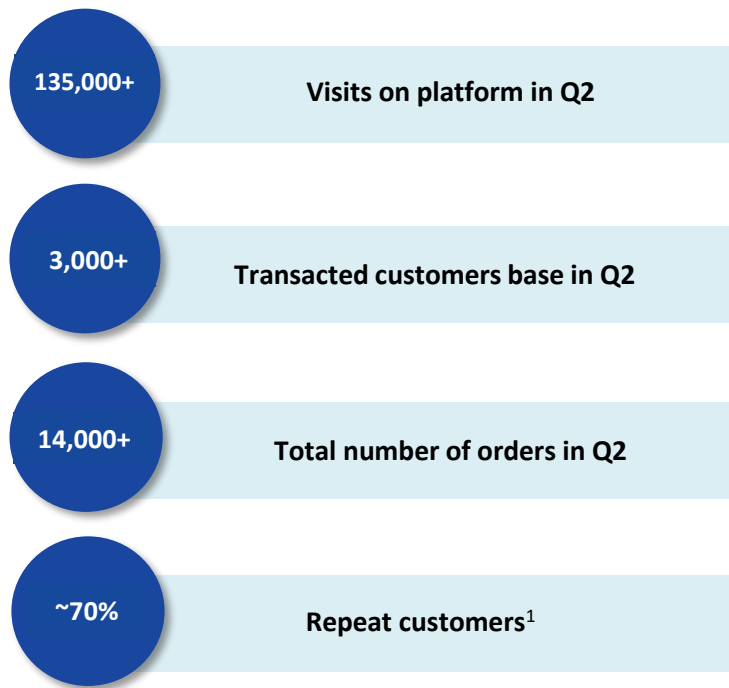 135,000+
Visits on platform in Q2
3,000+
Transacted customers base in Q2
14,000+
Total number of orders in Q2
~70%
Repeat customers¹